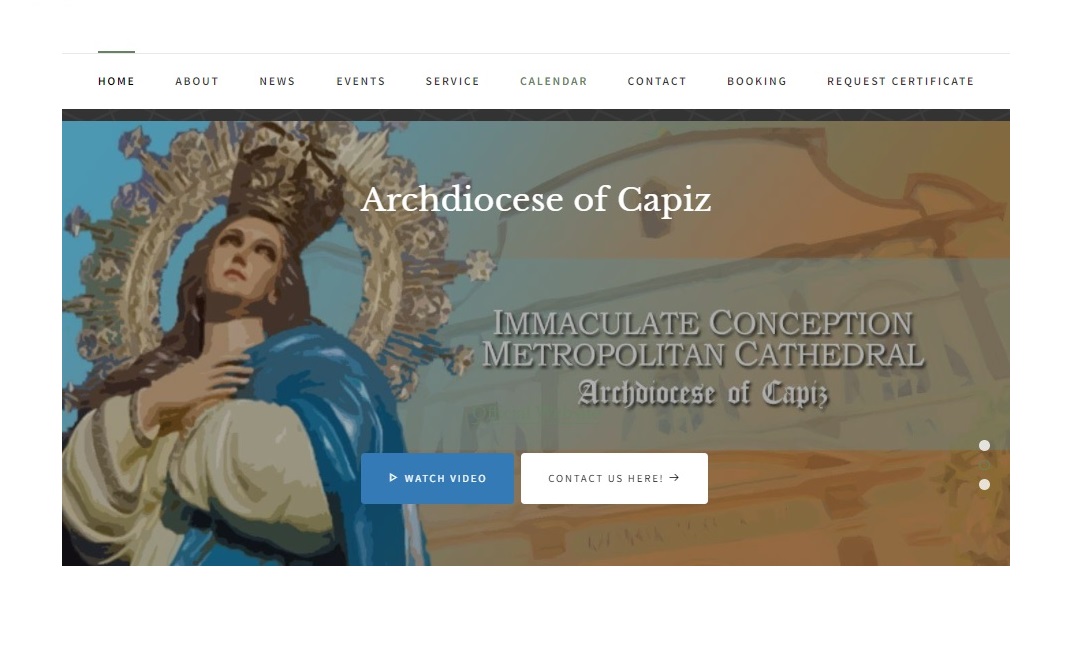 HOME ABOUT NEWS EVENTS SERVICE CALENDAR CONTACT BOOKING REQUEST CERTIFICATE
Archdiocese of Capiz
IMMACULATE CONCEPTION
METROPOLITAN CATHEDRAL
Archdiocese of Capiz
WATCH VIDEO CONTACT US HERE! →